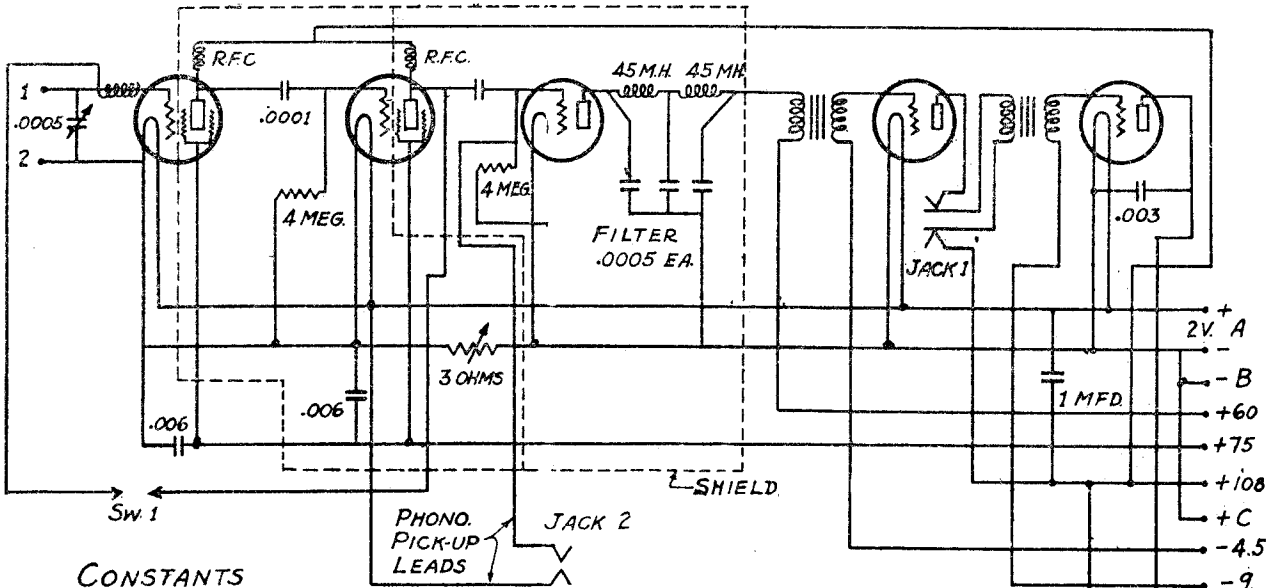 R.F.C
R.F.C.
45 M.H. 45 M.H.
1
.0005
2
.0001
4 MEG.
4 MEG.
FILTER
.0005 EA.
JACK 1
.003
+
2V. A
-
- B
3 OHMS
.006
.006
1 MFD.
+60
+75
+108
SHIELD
SW. 1
+ C
PHONO.
PICK-UP
LEADS
JACK 2
-4.5
CONSTANTS
-9